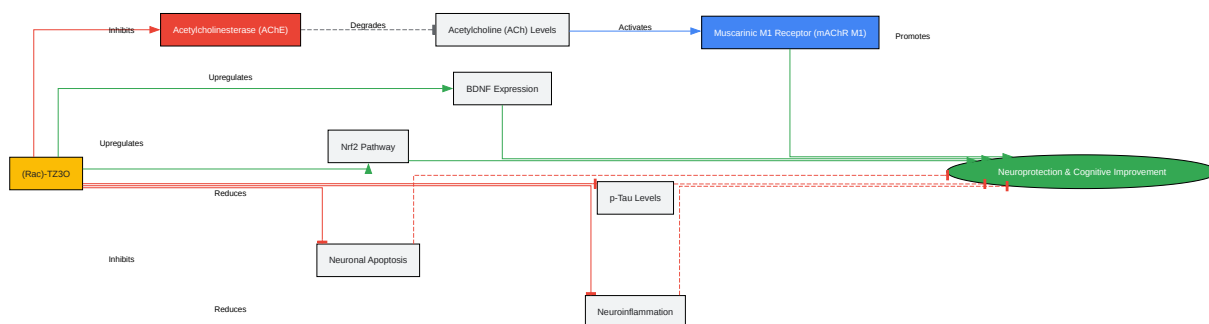 Inhibits
Acetylcholinesterase (AChE)
Degrades
Acetylcholine (ACh) Levels
Activates
Muscarinic M1 Receptor (mAChR M1)
Promotes
Upregulates
BDNF Expression
Upregulates
Nrf2 Pathway
(Rac)-TZ3O
Neuroprotection & Cognitive Improvement
Reduces
p-Tau Levels
Inhibits
Neuronal Apoptosis
Reduces
Neuroinflammation